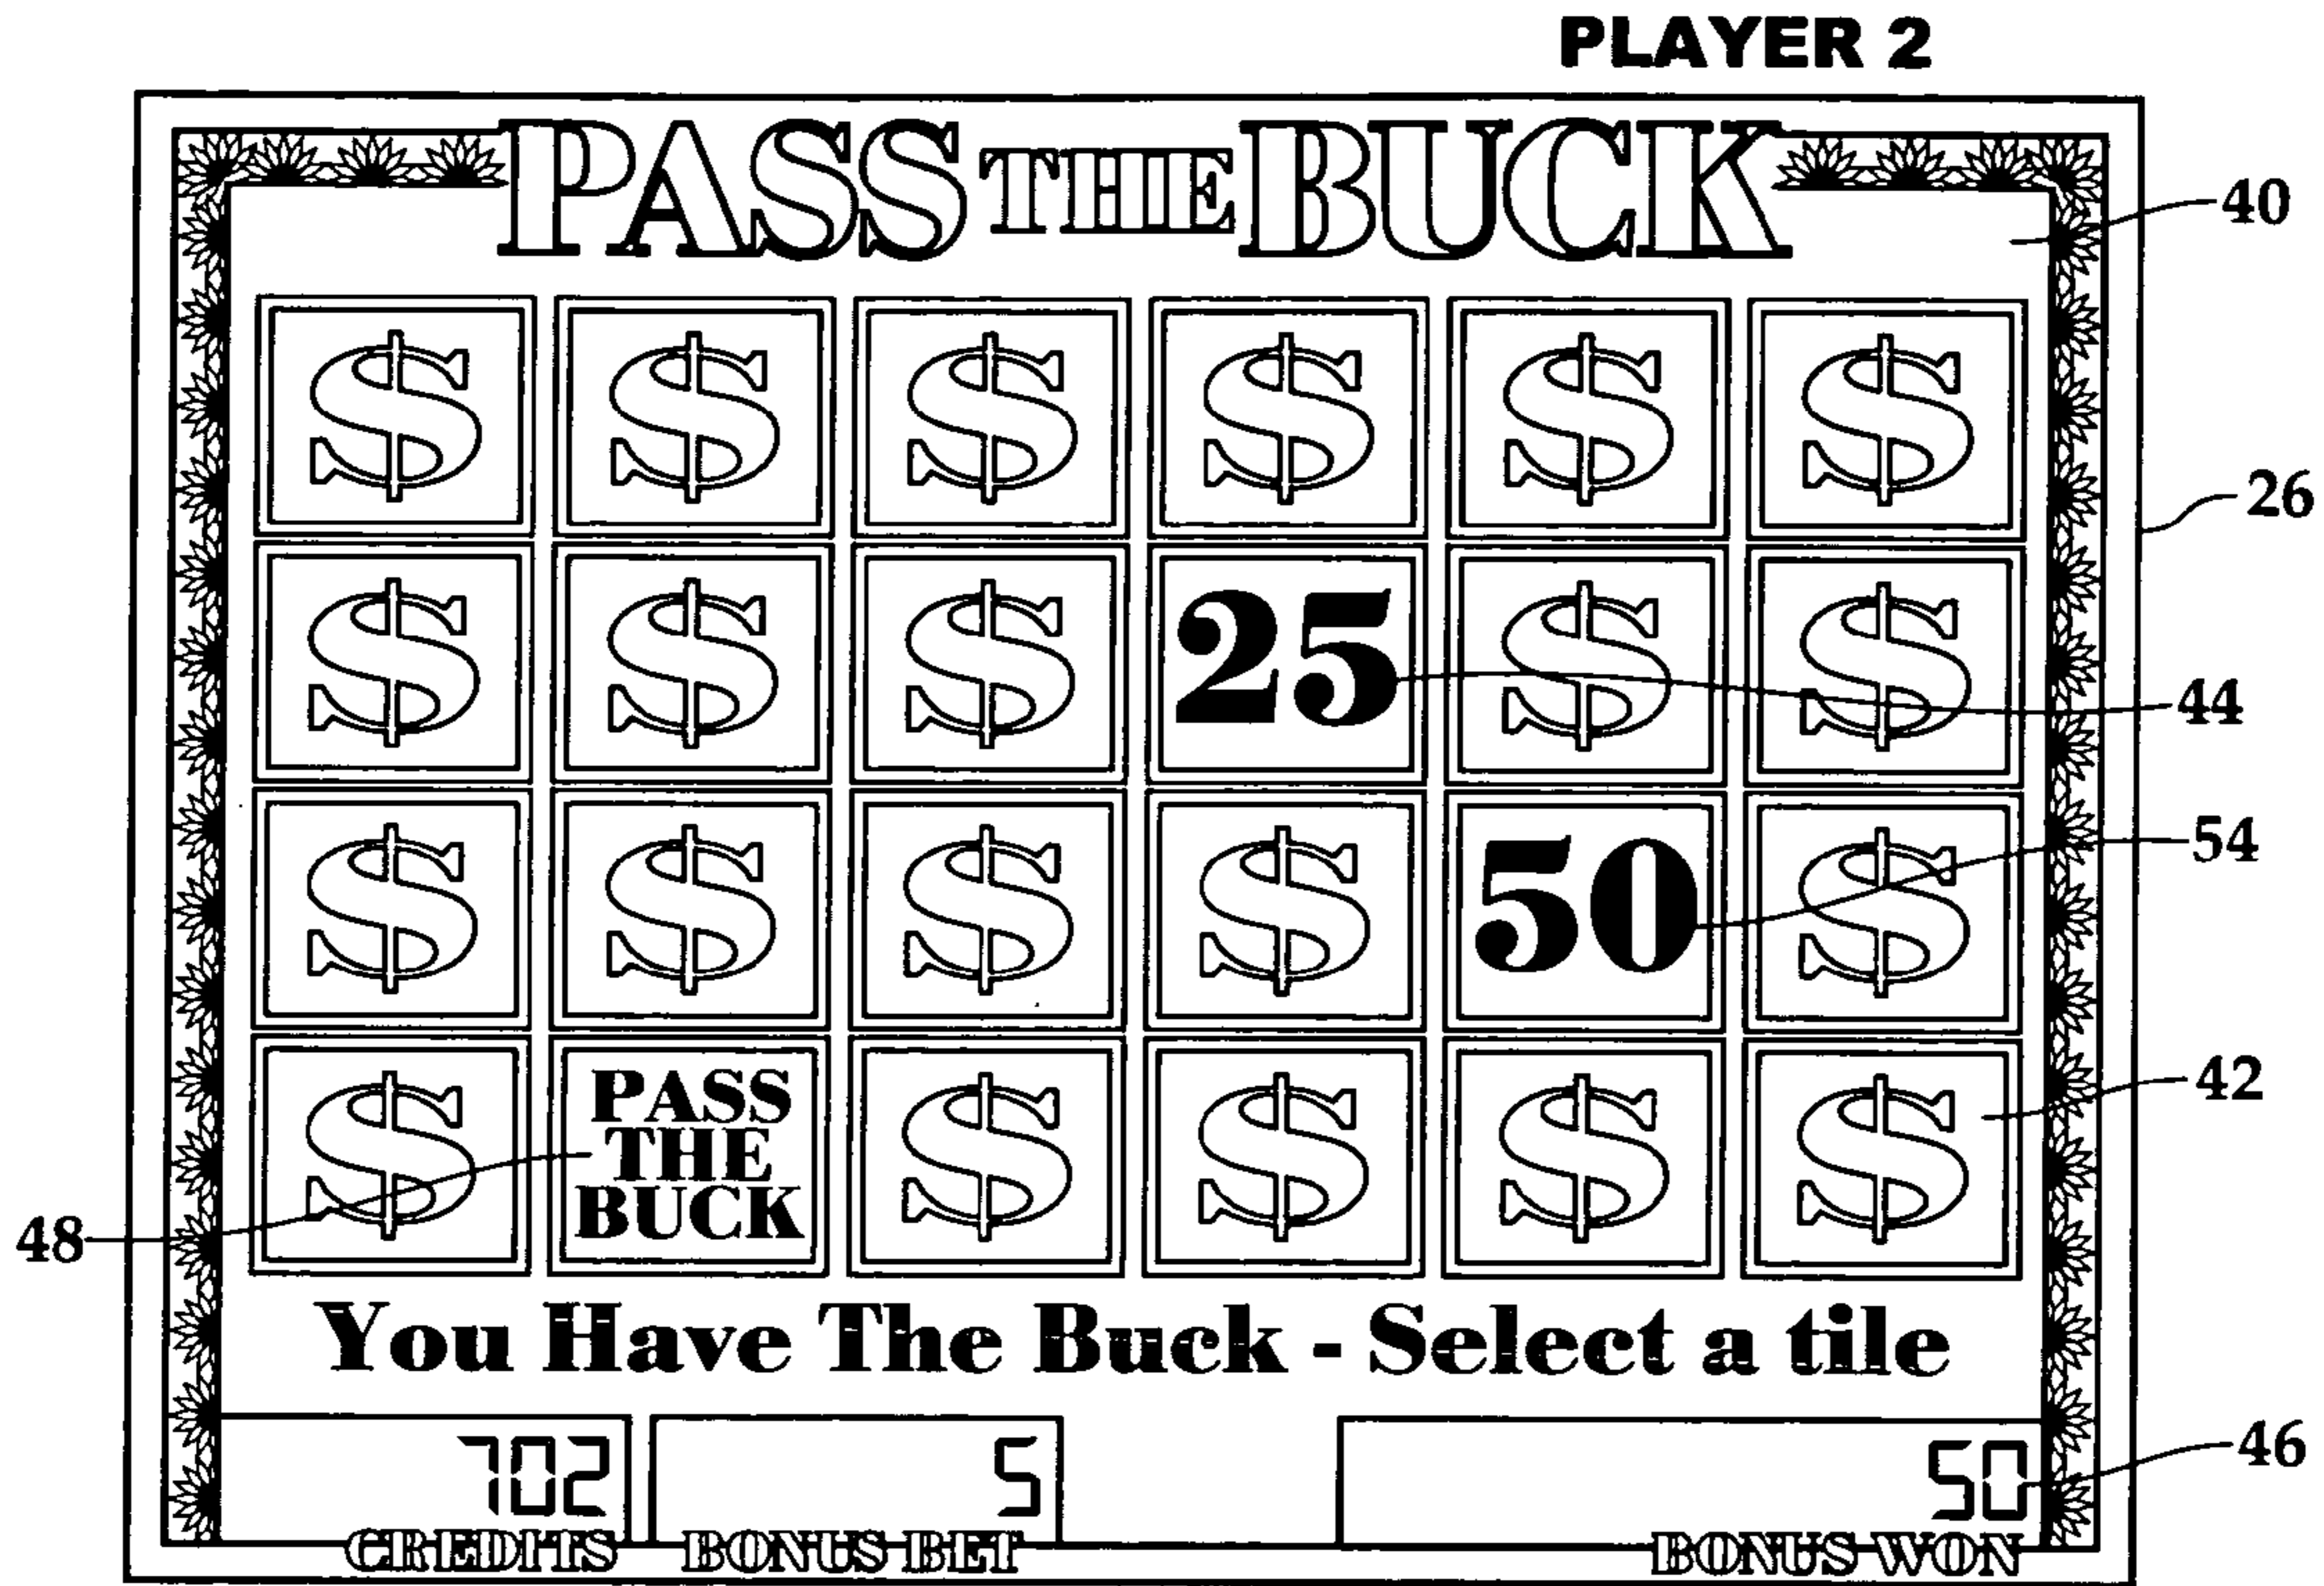 PLAYER 2
PASS THE BUCK
40
$ $ $ $ $ $
26
$ $ $ 25 $ $
44
$ $ $ $ 50 $
54
$ PASS THE BUCK $ $ $ $
42
48
You Have The Buck - Select a tile
702 5 50
46
CREDITS BONUS BET BONUS WON